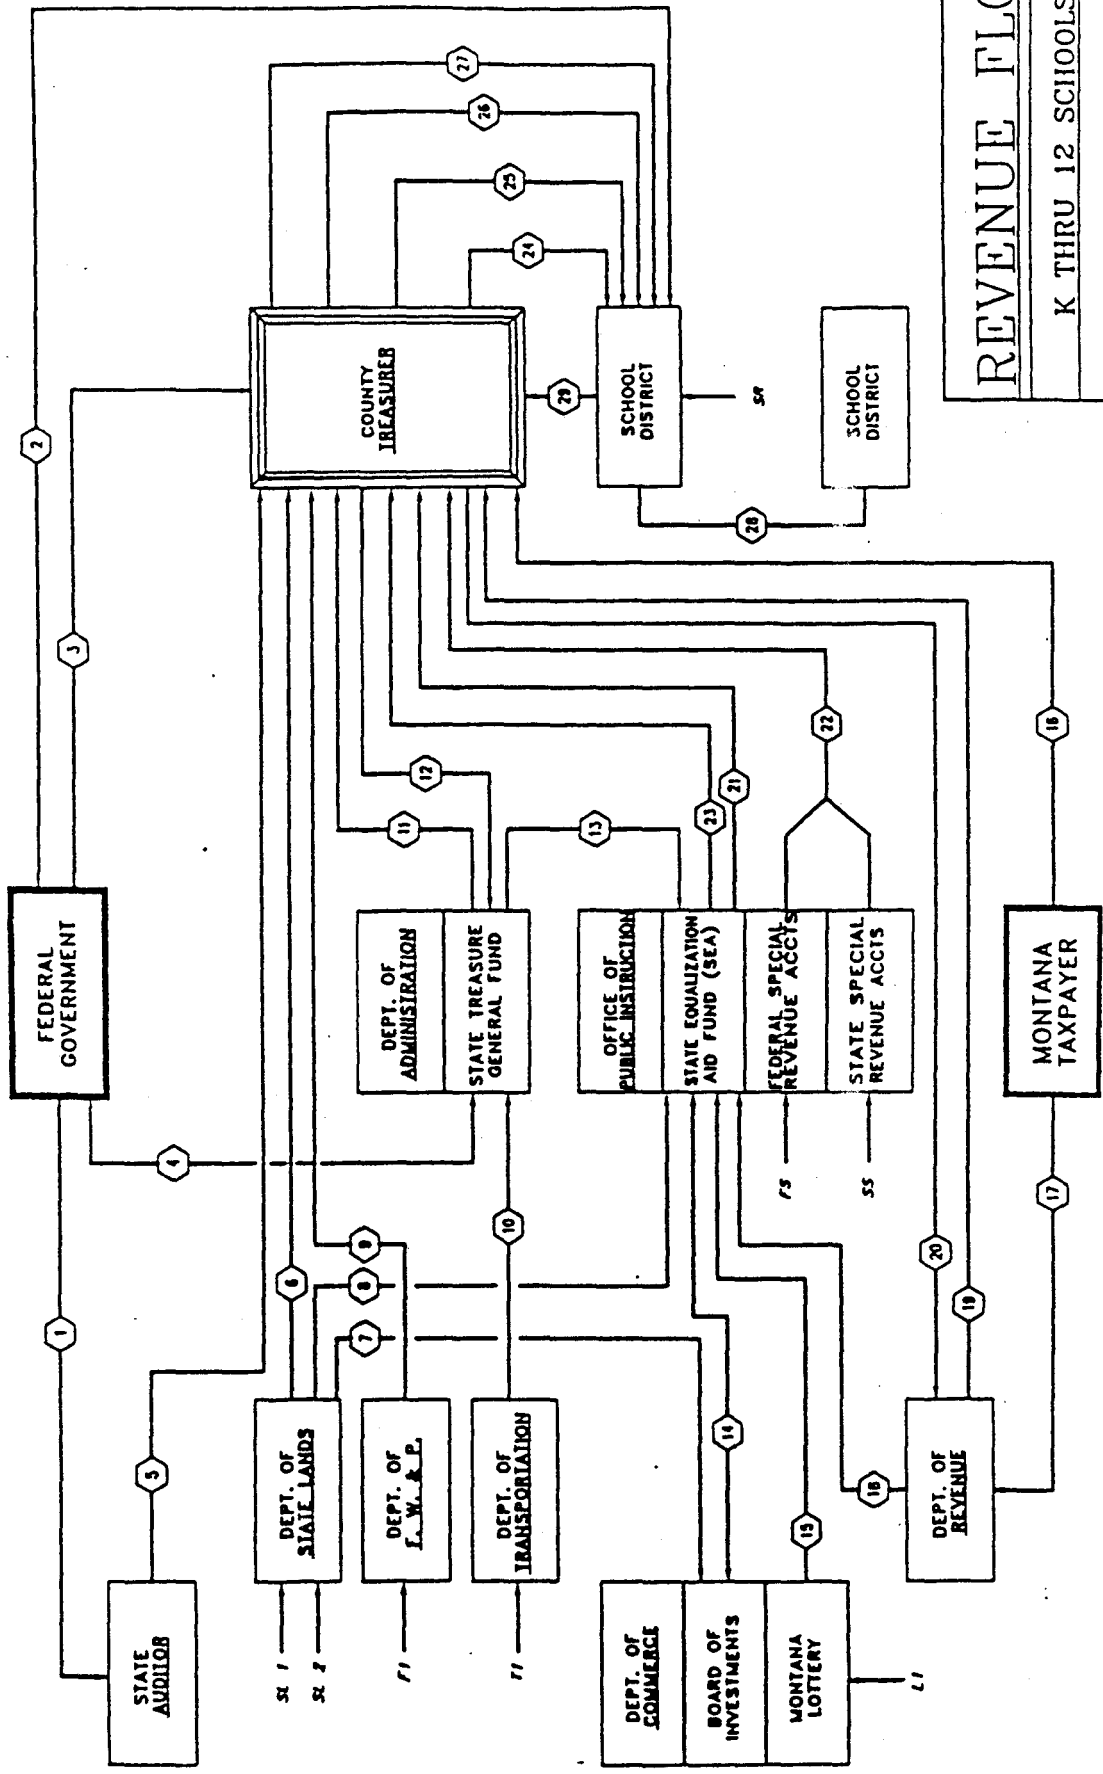 FEDERAL
GOVERNMENT
1
2
3
4
STATE
AUDITOR
5
DEPT. OF
STATE LANDS
SL 1
SL 2
6
7
8
9
DEPT. OF
F. W. & P.
F1
DEPT. OF
TRANSPORTATION
T1
10
DEPT. OF
ADMINISTRATION
STATE TREASURE
GENERAL FUND
11
12
13
COUNTY
TREASURER
24
25
26
27
29
SCHOOL
DISTRICT
SR
28
SCHOOL
DISTRICT
OFFICE OF
PUBLIC INSTRUCTION
STATE EQUALIZATION
AID FUND (SEA)
FEDERAL SPECIAL
REVENUE ACCTS
STATE SPECIAL
REVENUE ACCTS
FS
SS
23
21
22
DEPT. OF
COMMERCE
BOARD OF
INVESTMENTS
MONTANA
LOTTERY
L1
14
15
16
DEPT. OF
REVENUE
20
19
17
MONTANA
TAXPAYER
18
REVENUE FLO
K THRU 12 SCHOOLS